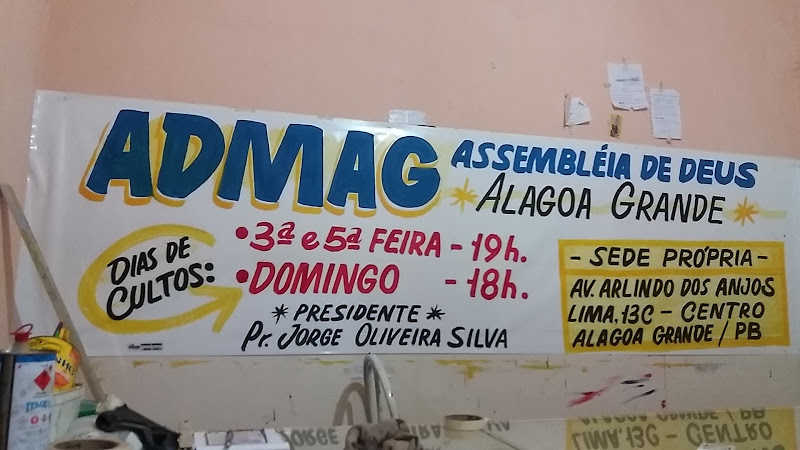 ADMAG
ASSEMBLÉIA DE DEUS
ALAGOA GRANDE
DIAS DE
CULTOS:
• 3ª e 5ª FEIRA - 19h.
• DOMINGO - 18h.
* PRESIDENTE *
Pr. JORGE OLIVEIRA SILVA
- SEDE PRÓPRIA -
AV. ARLINDO DOS ANJOS
LIMA, 13C - CENTRO
ALAGOA GRANDE / PB